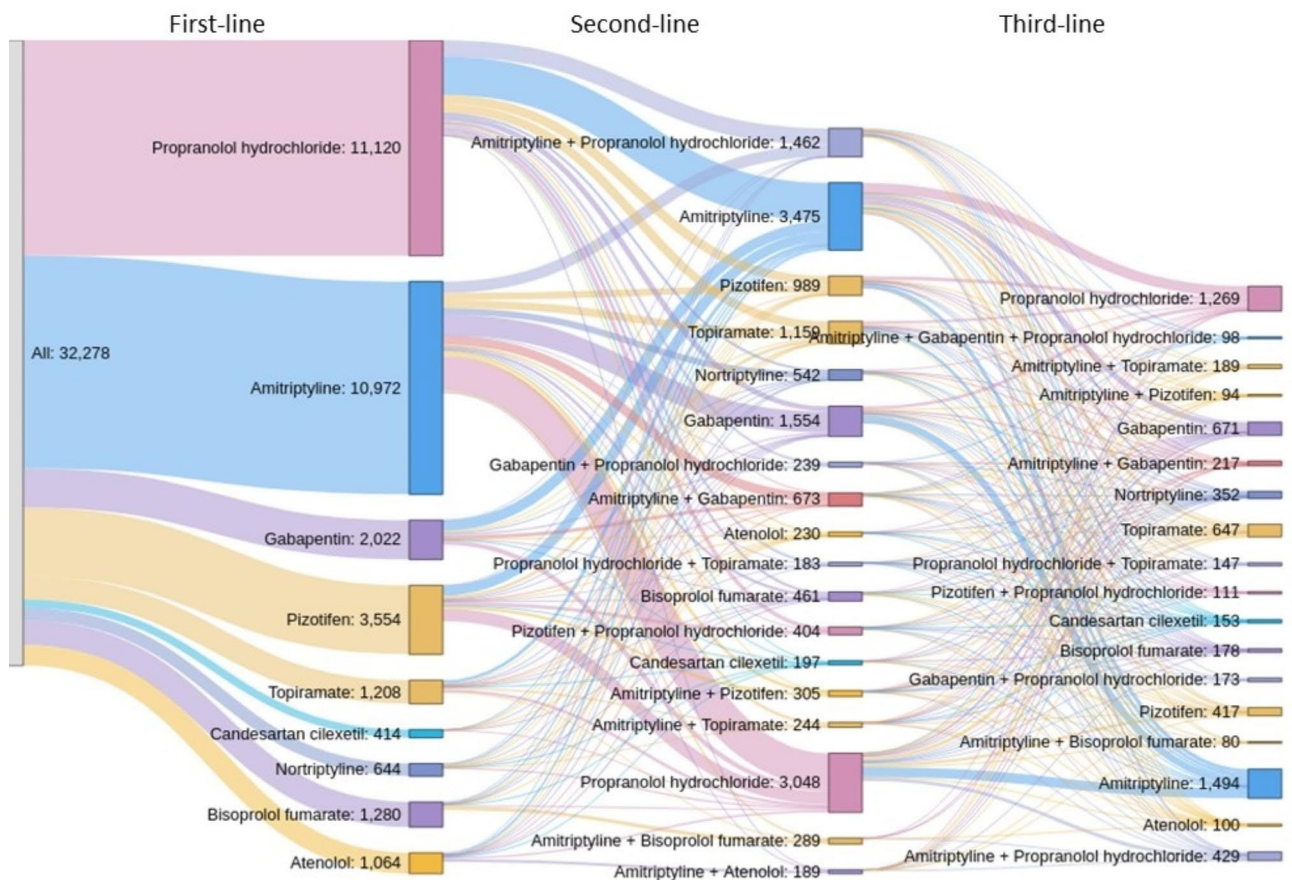 First-line
Second-line
Third-line
All: 32,278
Propranolol hydrochloride: 11,120
Amitriptyline: 10,972
Gabapentin: 2,022
Pizotifen: 3,554
Topiramate: 1,208
Candesartan cilexetil: 414
Nortriptyline: 644
Bisoprolol fumarate: 1,280
Atenolol: 1,064
Amitriptyline + Propranolol hydrochloride: 1,462
Amitriptyline: 3,475
Pizotifen: 989
Topiramate: 1,159
Nortriptyline: 542
Gabapentin: 1,554
Gabapentin + Propranolol hydrochloride: 239
Amitriptyline + Gabapentin: 673
Atenolol: 230
Propranolol hydrochloride + Topiramate: 183
Bisoprolol fumarate: 461
Pizotifen + Propranolol hydrochloride: 404
Candesartan cilexetil: 197
Amitriptyline + Pizotifen: 305
Amitriptyline + Topiramate: 244
Propranolol hydrochloride: 3,048
Amitriptyline + Bisoprolol fumarate: 289
Amitriptyline + Atenolol: 189
Propranolol hydrochloride: 1,269
Amitriptyline + Gabapentin + Propranolol hydrochloride: 98
Amitriptyline + Topiramate: 189
Amitriptyline + Pizotifen: 94
Gabapentin: 671
Amitriptyline + Gabapentin: 217
Nortriptyline: 352
Topiramate: 647
Propranolol hydrochloride + Topiramate: 147
Pizotifen + Propranolol hydrochloride: 111
Candesartan cilexetil: 153
Bisoprolol fumarate: 178
Gabapentin + Propranolol hydrochloride: 173
Pizotifen: 417
Amitriptyline + Bisoprolol fumarate: 80
Amitriptyline: 1,494
Atenolol: 100
Amitriptyline + Propranolol hydrochloride: 429